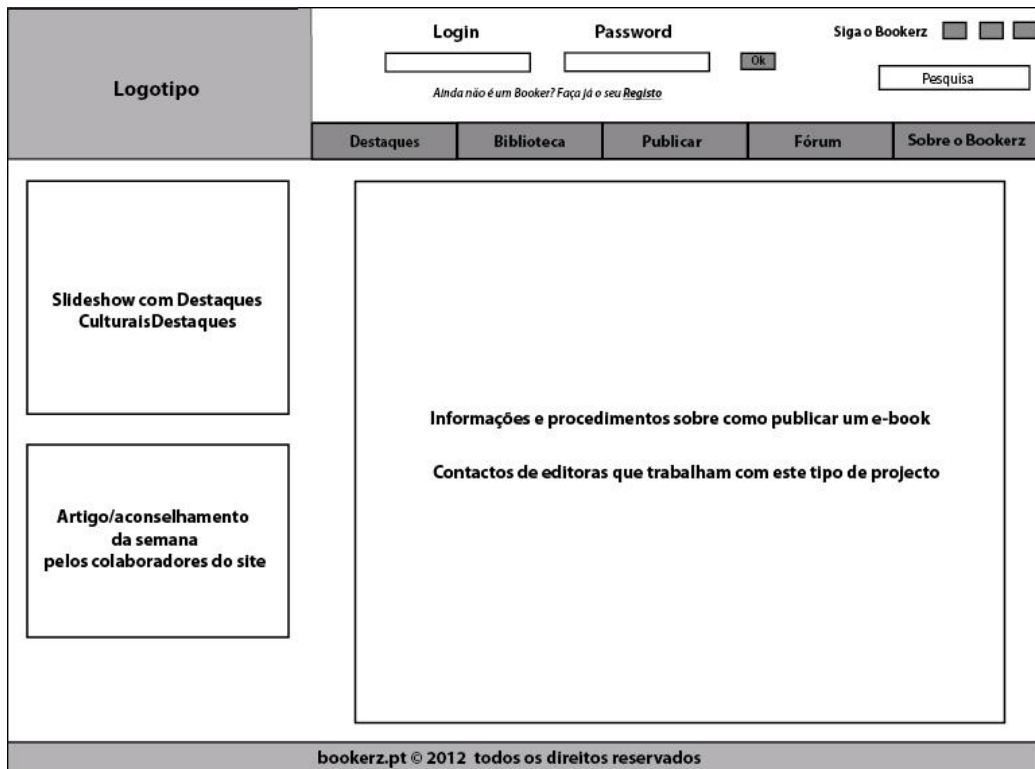 Logotipo
Login
Password
Siga o Bookerz
Ok
Pesquisa
Ainda não é um Booker? Faça já o seu Registo
Destaques
Biblioteca
Publicar
Fórum
Sobre o Bookerz
Slideshow com Destaques
CulturaisDestaques
Artigo/aconselhamento
da semana
pelos colaboradores do site
Informações e procedimentos sobre como publicar um e-book
Contactos de editoras que trabalham com este tipo de projecto
bookerz.pt © 2012 todos os direitos reservados